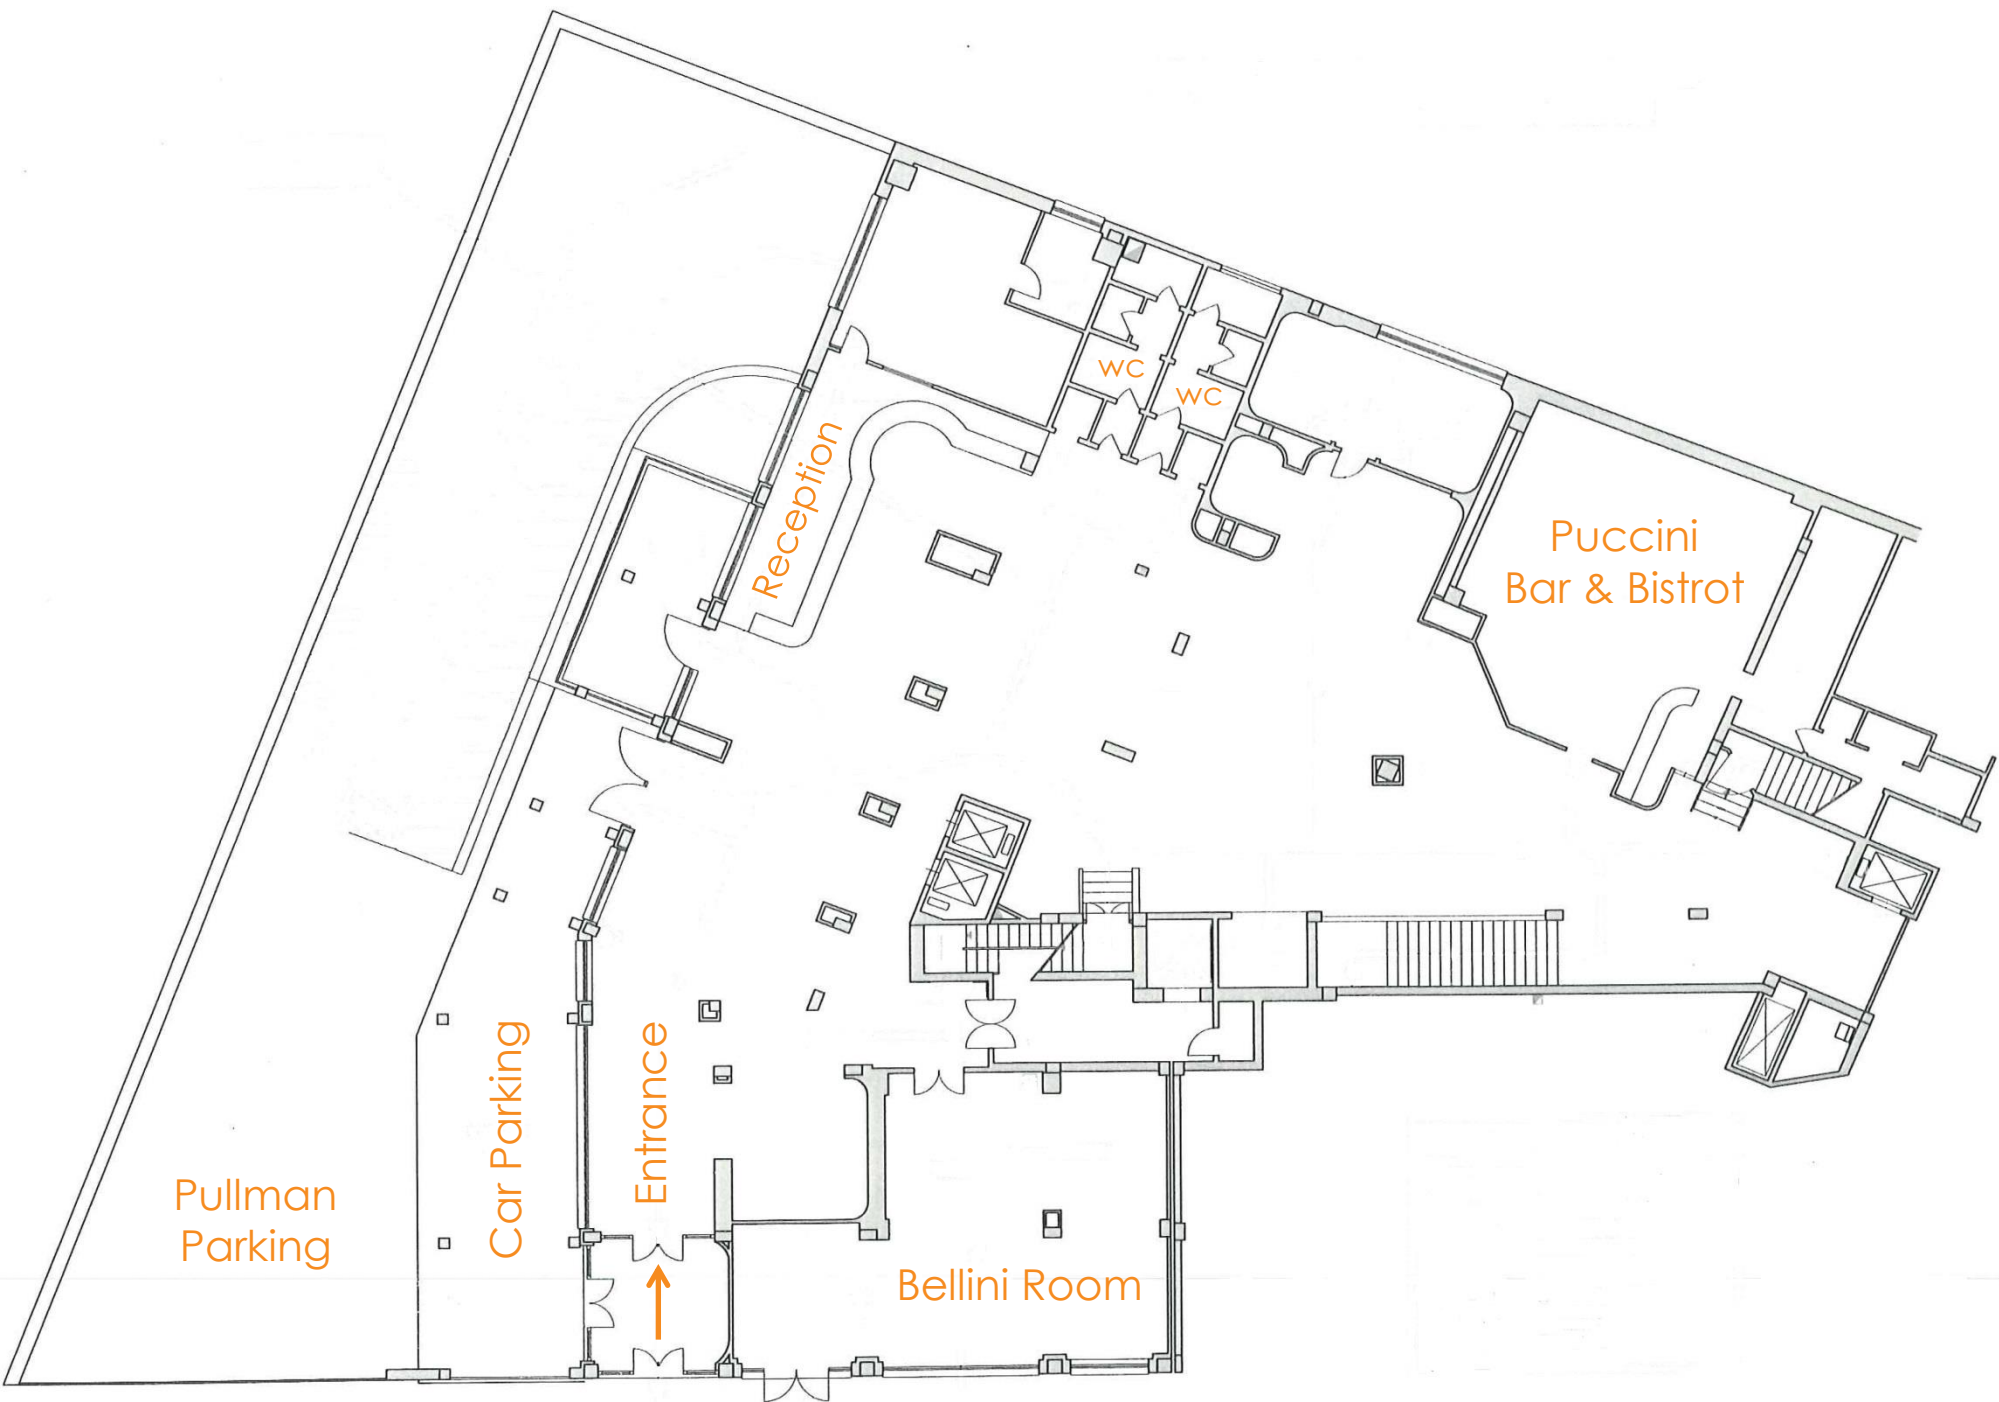 WC
WC
Reception
Puccini
Bar & Bistrot
Pullman
Parking
Car Parking
Entrance
Bellini Room